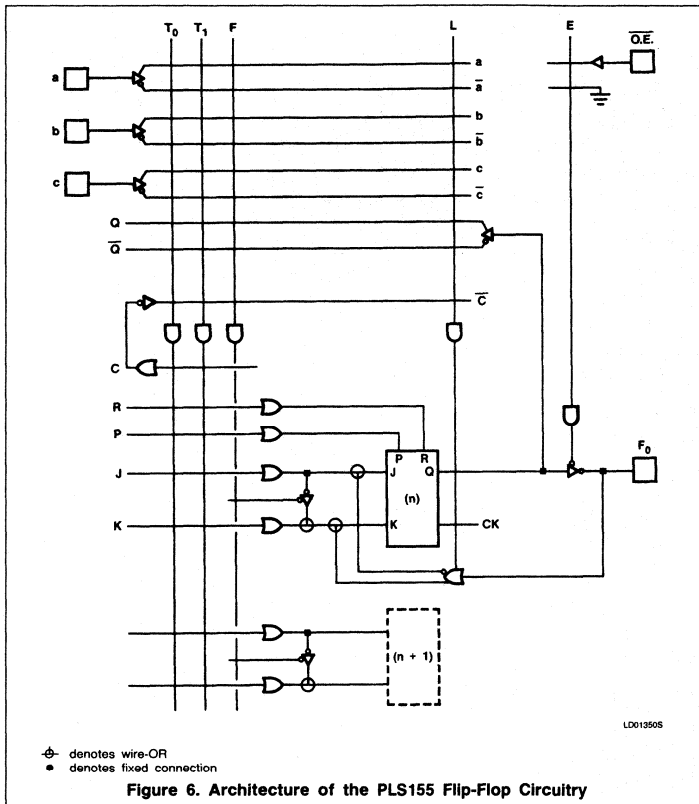 T0 T1 F L E O.E.
a a
a
b b
b
c c
c
Q
Q
C
C
R
P
P R
J J Q F0
(n)
K K CK
(n + 1)
LD01350S
denotes wire-OR
denotes fixed connection
Figure 6. Architecture of the PLS155 Flip-Flop Circuitry